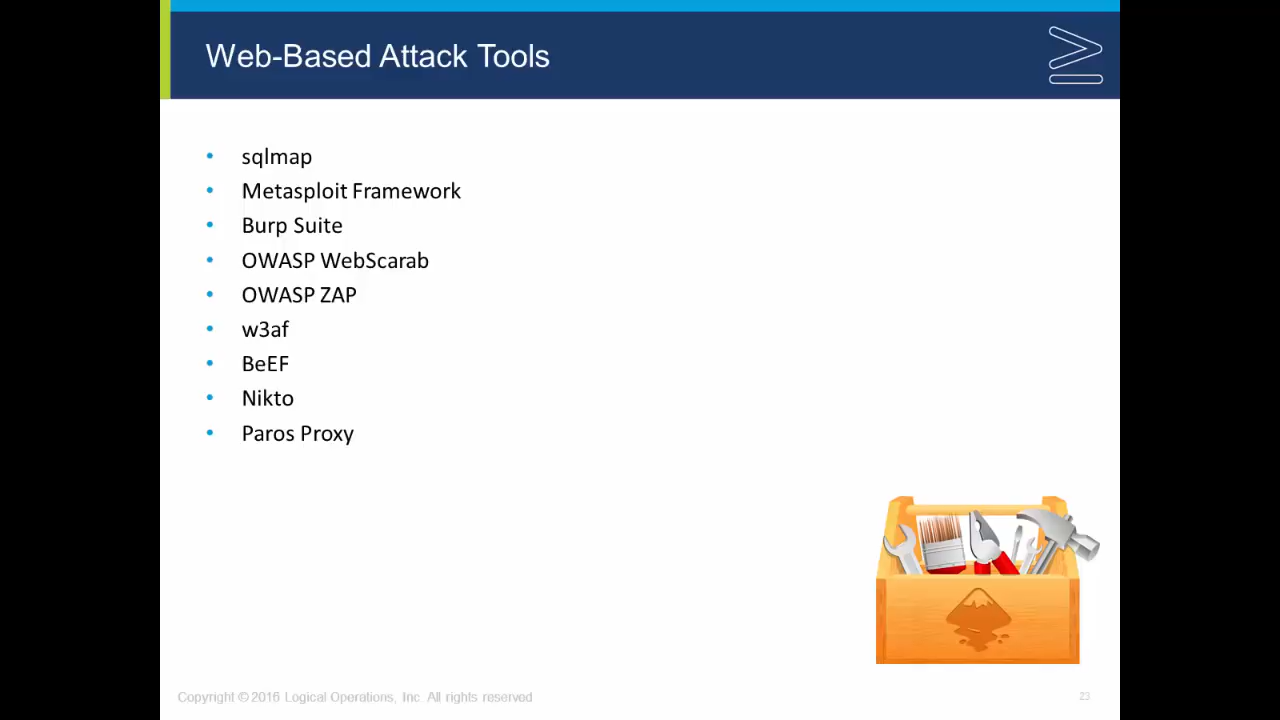 Web-Based Attack Tools
• sqlmap
• Metasploit Framework
• Burp Suite
• OWASP WebScarab
• OWASP ZAP
• w3af
• BeEF
• Nikto
• Paros Proxy
Copyright © 2016 Logical Operations, Inc. All rights reserved
23